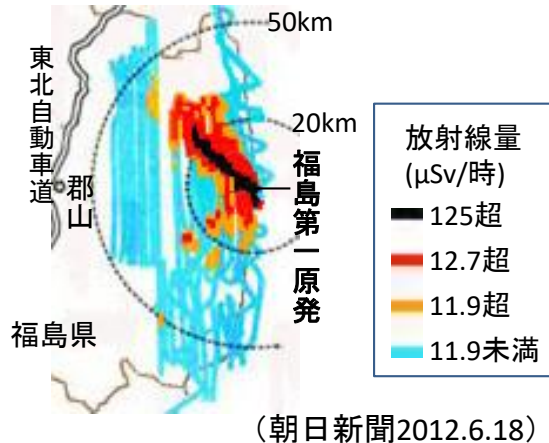 50km
東北自動車道
20km
福島第一原発
郡山
福島県
放射線量
(μSv/時)
125超
12.7超
11.9超
11.9未満
（朝日新聞2012.6.18）